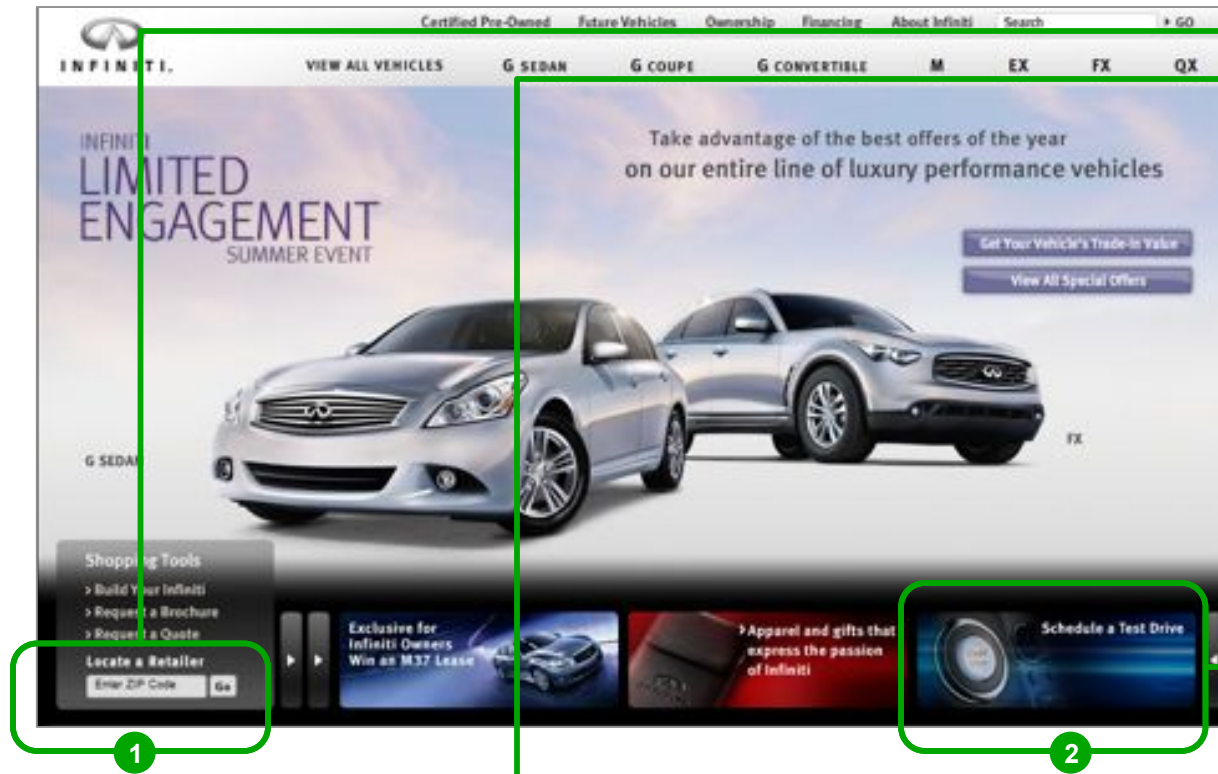 Certified Pre-Owned Future Vehicles Ownership Financing About Infiniti Search GO
INFINITI.
VIEW ALL VEHICLES G SEDAN G COUPE G CONVERTIBLE M EX FX QX
INFINITI
LIMITED
ENGAGEMENT
SUMMER EVENT
Take advantage of the best offers of the year
on our entire line of luxury performance vehicles
Get Your Vehicle's Trade-In Value
View All Special Offers
G SEDAN
FX
Shopping Tools
> Build Your Infiniti
> Request a Brochure
> Request a Quote
Locate a Retailer
Enter ZIP Code Go
Exclusive for
Infiniti Owners
Win an M37 Lease
> Apparel and gifts that
express the passion
of Infiniti
Schedule a Test Drive
1
2